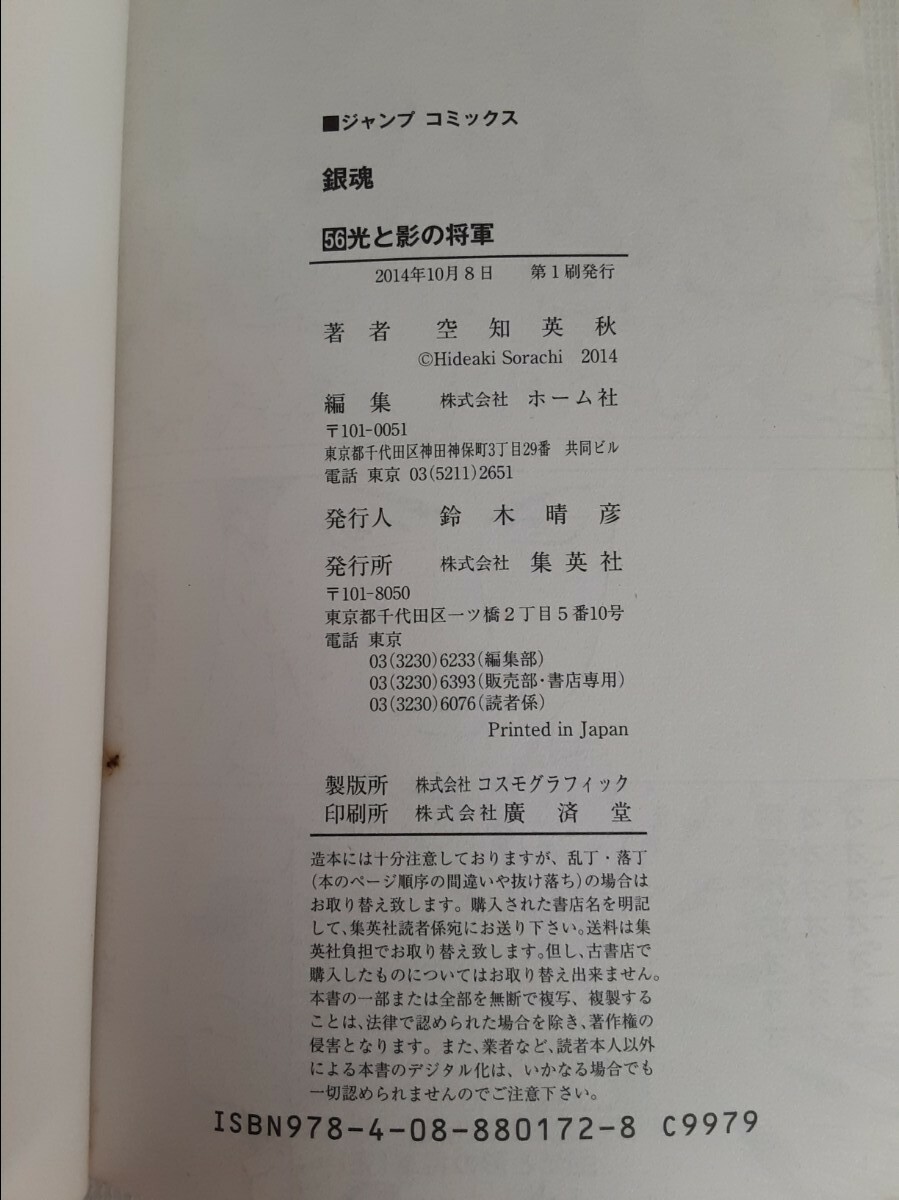 ■ジャンプ コミックス
銀魂
56光と影の将軍
2014年10月8日 第1刷発行
著者 空知英秋
©Hideaki Sorachi 2014
編集 株式会社 ホーム社
〒101-0051
東京都千代田区神田神保町3丁目29番 共同ビル
電話 東京 03(5211)2651
発行人 鈴木晴彦
発行所 株式会社 集英社
〒101-8050
東京都千代田区一ツ橋2丁目5番10号
電話 東京
03(3230)6233(編集部)
03(3230)6393(販売部・書店専用)
03(3230)6076(読者係)
Printed in Japan
製版所 株式会社 コスモグラフィック
印刷所 株式会社 廣済堂
造本には十分注意しておりますが、乱丁・落丁
(本のページ順序の間違いや抜け落ち)の場合は
お取り替え致します。購入された書店名を明記
して、集英社読者係宛にお送り下さい。送料は集
英社負担でお取り替え致します。但し、古書店で
購入したものについてはお取り替え出来ません。
本書の一部または全部を無断で複写、複製する
ことは、法律で認められた場合を除き、著作権の
侵害となります。また、業者など、読者本人以外
による本書のデジタル化は、いかなる場合でも
一切認められませんのでご注意下さい。
ISBN978-4-08-880172-8 C9979